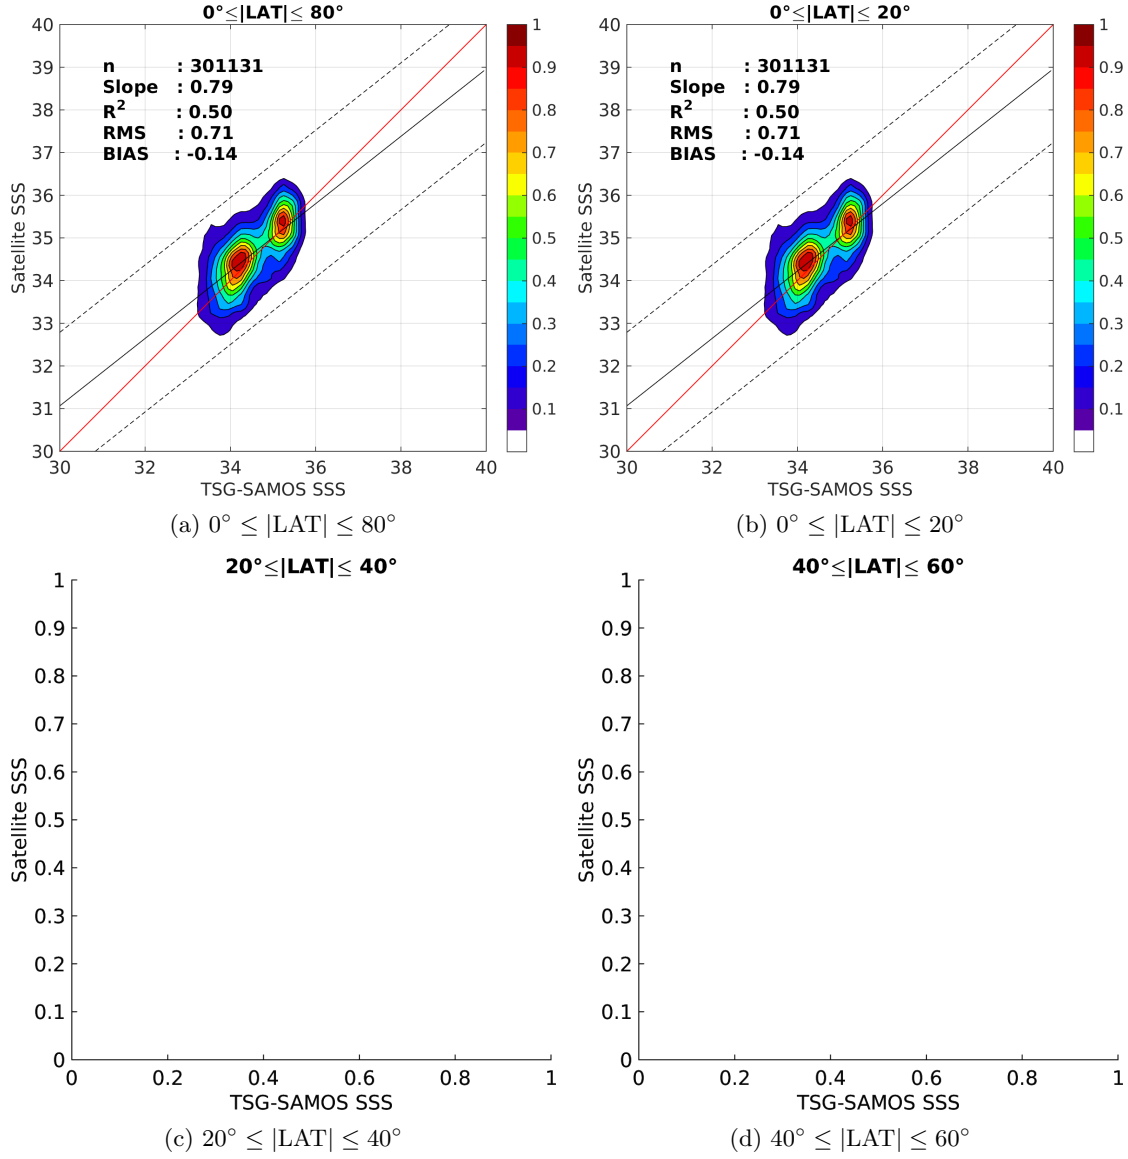 0°≤|LAT|≤ 80°
40
39
38
37
36
35
34
33
32
31
30
Satellite SSS
n : 301131
Slope : 0.79
R² : 0.50
RMS : 0.71
BIAS : -0.14
30 32 34 36 38 40
TSG-SAMOS SSS
1
0.9
0.8
0.7
0.6
0.5
0.4
0.3
0.2
0.1
(a) 0° ≤ |LAT| ≤ 80°
0°≤|LAT|≤ 20°
40
39
38
37
36
35
34
33
32
31
30
Satellite SSS
n : 301131
Slope : 0.79
R² : 0.50
RMS : 0.71
BIAS : -0.14
30 32 34 36 38 40
TSG-SAMOS SSS
1
0.9
0.8
0.7
0.6
0.5
0.4
0.3
0.2
0.1
(b) 0° ≤ |LAT| ≤ 20°
20°≤|LAT|≤ 40°
1
0.9
0.8
0.7
0.6
0.5
0.4
0.3
0.2
0.1
0
Satellite SSS
0 0.2 0.4 0.6 0.8 1
TSG-SAMOS SSS
(c) 20° ≤ |LAT| ≤ 40°
40°≤|LAT|≤ 60°
1
0.9
0.8
0.7
0.6
0.5
0.4
0.3
0.2
0.1
0
Satellite SSS
0 0.2 0.4 0.6 0.8 1
TSG-SAMOS SSS
(d) 40° ≤ |LAT| ≤ 60°